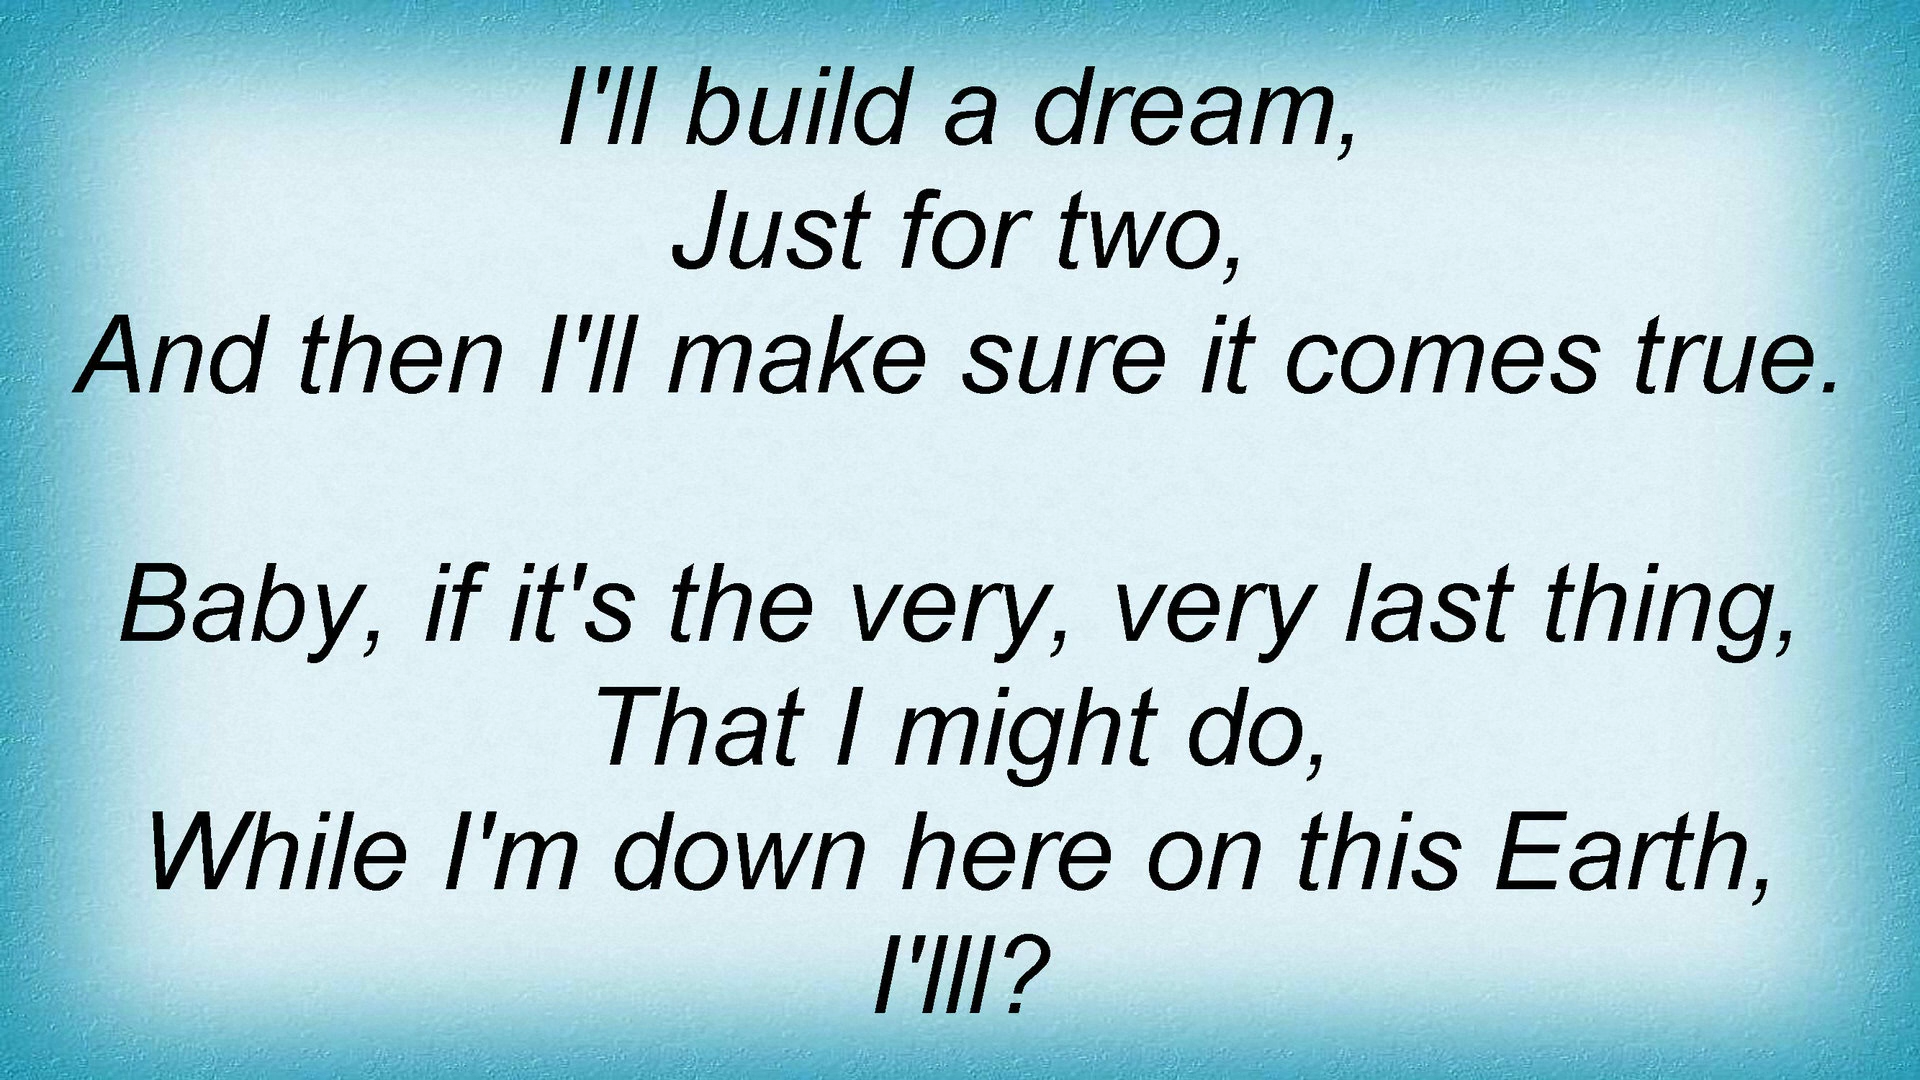 I'll build a dream,
Just for two,
And then I'll make sure it comes true.
Baby, if it's the very, very last thing,
That I might do,
While I'm down here on this Earth,
I'lll?